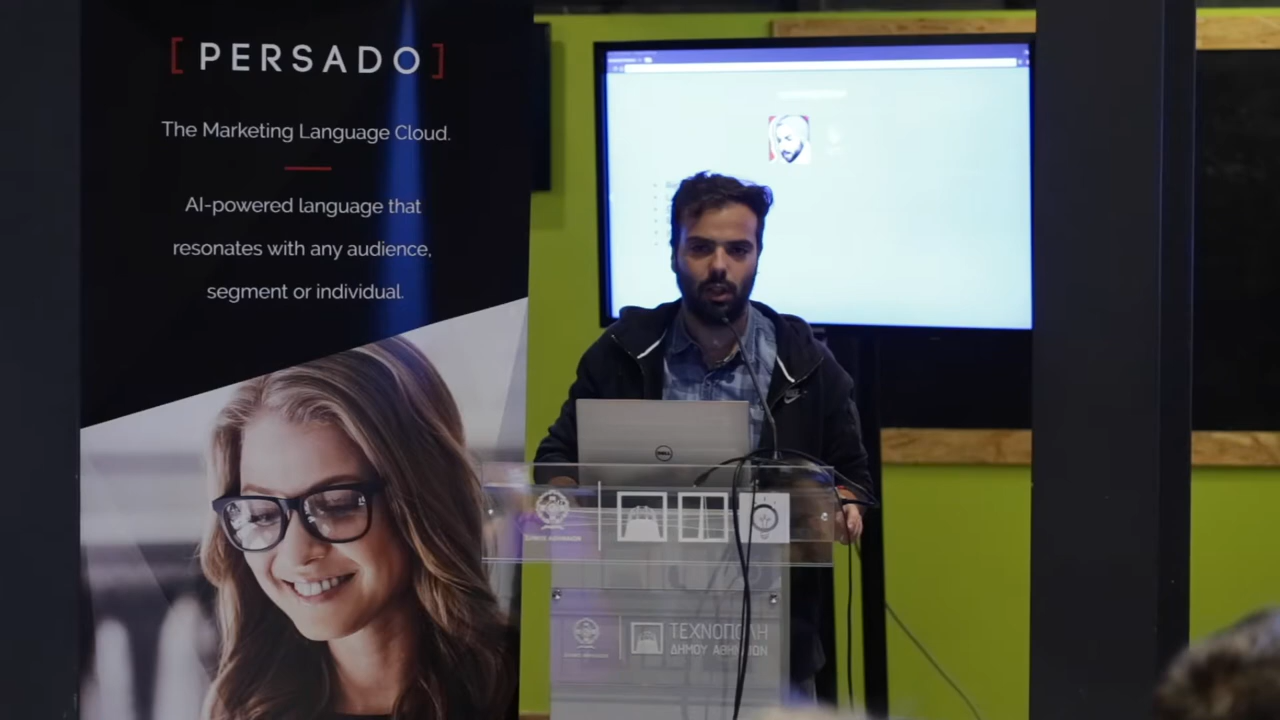 [PERSADO]
The Marketing Language Cloud.
AI-powered language that
resonates with any audience,
segment or individual.
DELL
ΤΕΧΝΟΠΟΛΗ
ΔΗΜΟΥ ΑΘΗΝΑΙΩΝ